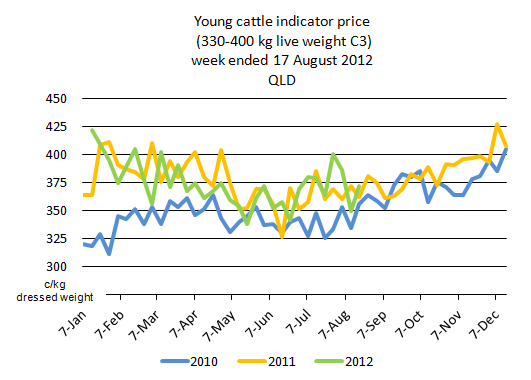 Young cattle indicator price
(330-400 kg live weight C3)
week ended 17 August 2012
QLD
450
425
400
375
350
325
300
c/kg
dressed weight
7-Jan 7-Feb 7-Mar 7-Apr 7-May 7-Jun 7-Jul 7-Aug 7-Sep 7-Oct 7-Nov 7-Dec
2010 2011 2012